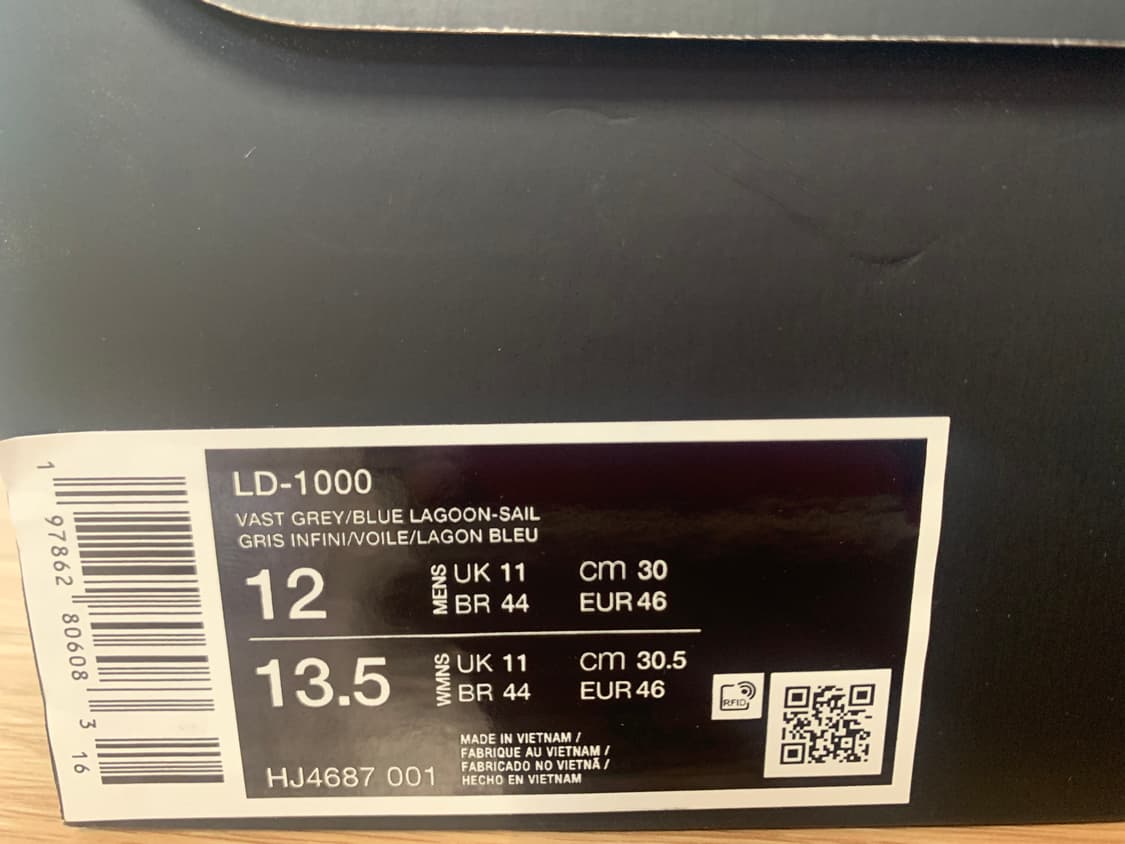 LD-1000
VAST GREY/BLUE LAGOON-SAIL
GRIS INFINI/VOILE/LAGON BLEU
12 MENS UK 11 cm 30
BR 44 EUR 46
13.5 WMNS UK 11 cm 30.5
BR 44 EUR 46
RFID
MADE IN VIETNAM /
FABRIQUE AU VIETNAM /
FABRICADO NO VIETNÃ /
HECHO EN VIETNAM
HJ4687 001
1 97862 80608 3 16